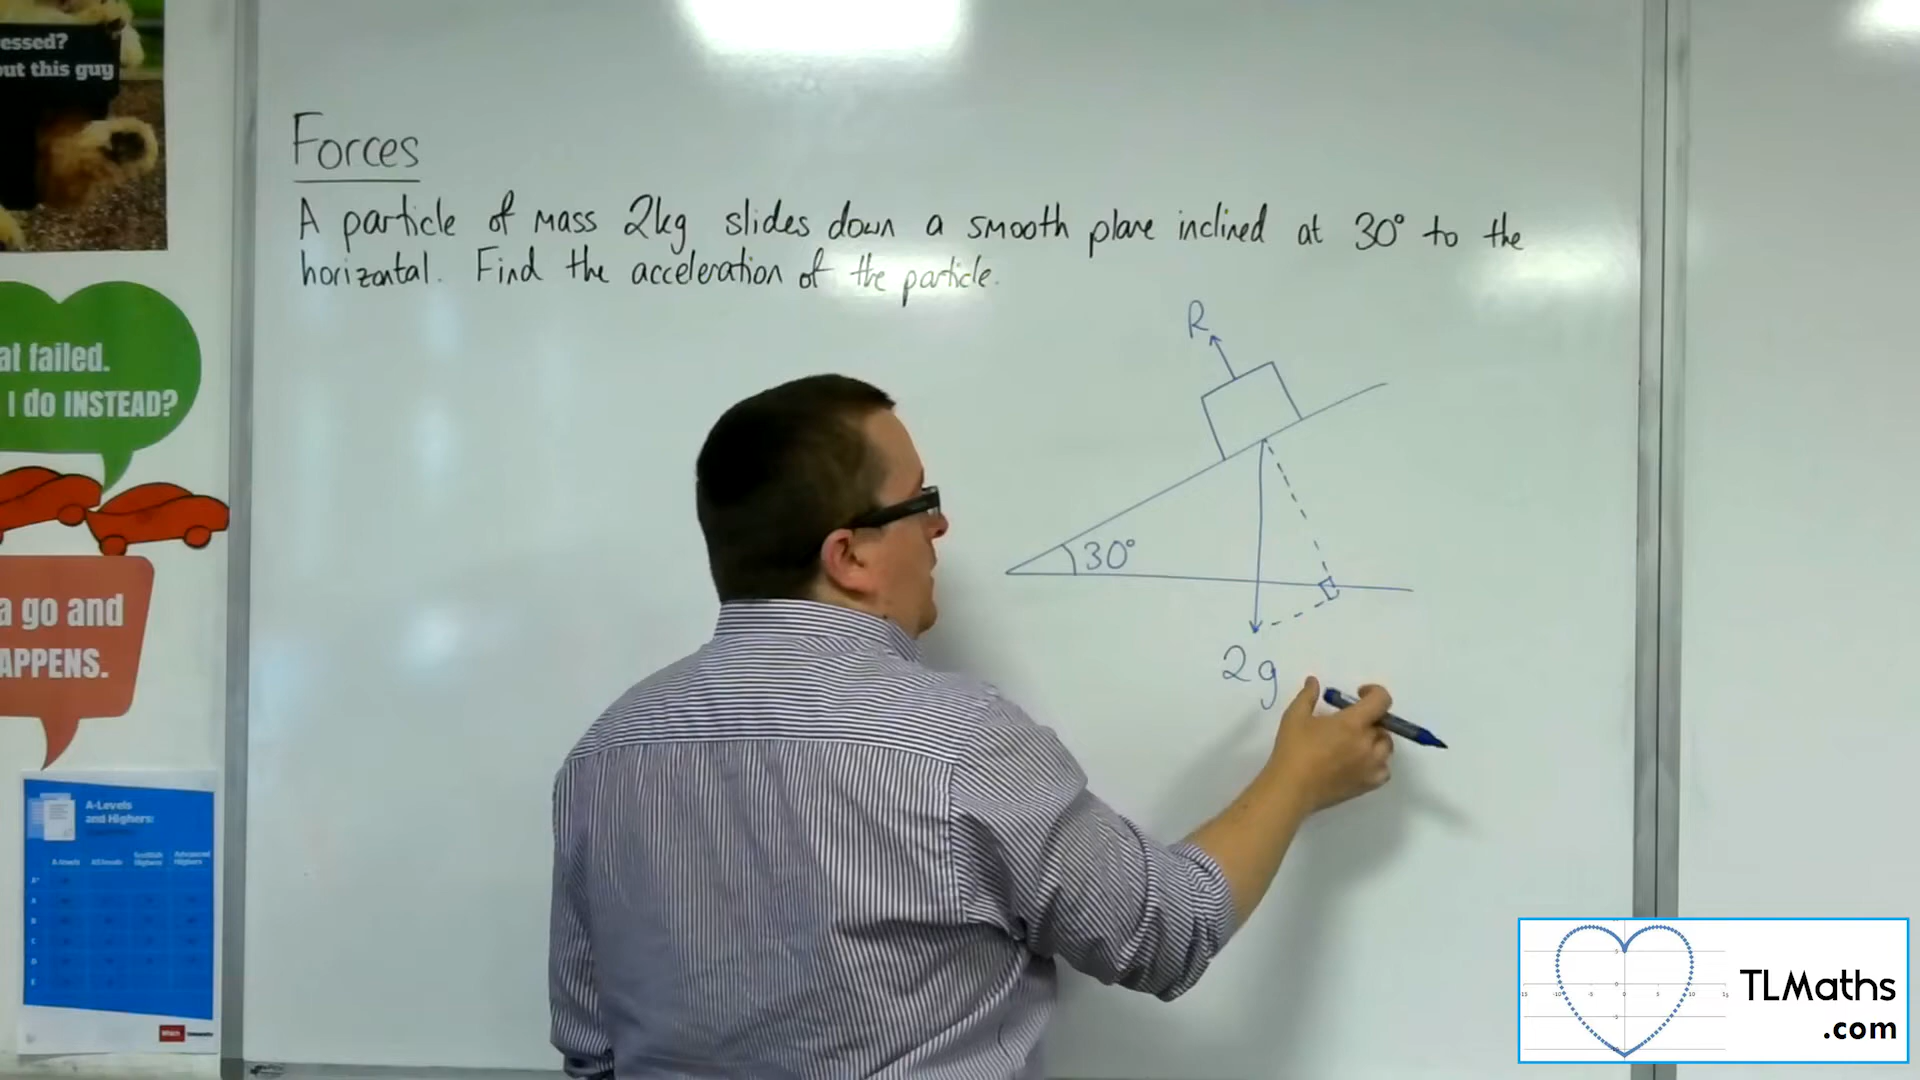 essed?
out this guy
at failed.
I do INSTEAD?
a go and
APPENS.
A-Levels
and Highers:
Forces
A particle of mass 2kg slides down a smooth plane inclined at 30° to the
horizontal. Find the acceleration of the particle.
R
30°
2g
TLMaths
.com